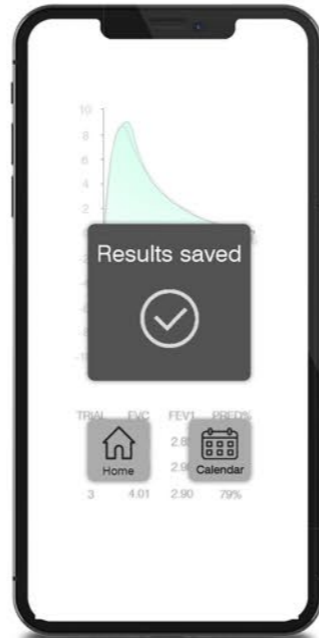 10
8
6
4
2
Results saved
TRIAL FVC FEV1 PRED%
Home
Calendar
3 4.01 2.90 79%